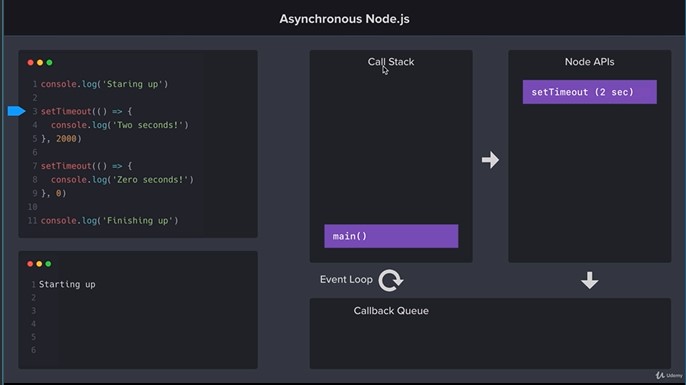 Asynchronous Node.js
1 console.log('Staring up')
2
3 setTimeout(() => {
4 console.log('Two seconds!')
5 }, 2000)
6
7 setTimeout(() => {
8 console.log('Zero seconds!')
9 }, 0)
10
11 console.log('Finishing up')
1 Starting up
2
3
4
5
6
Call Stack
main()
Node APIs
setTimeout (2 sec)
Event Loop
Callback Queue
Udemy